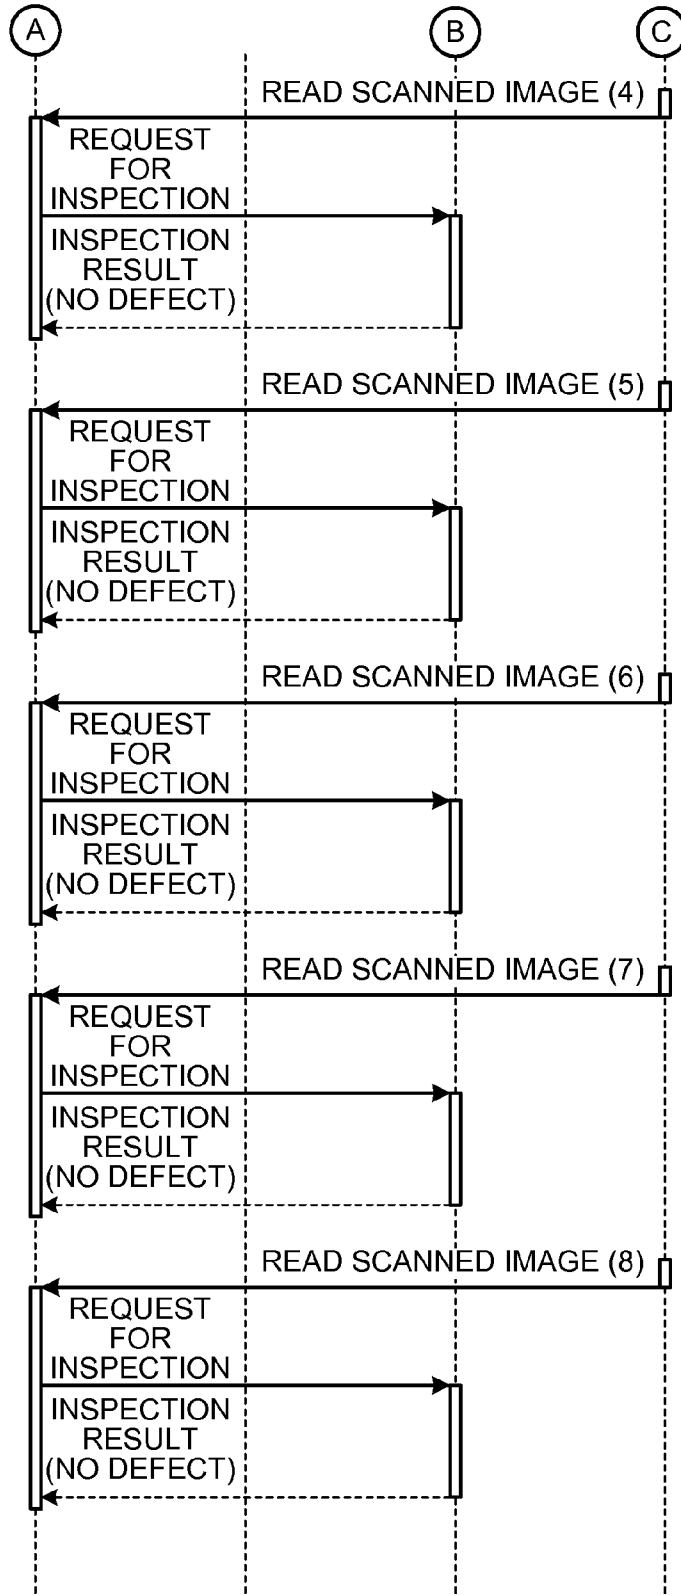 A
B
C
READ SCANNED IMAGE (4)
REQUEST
FOR
INSPECTION
INSPECTION
RESULT
(NO DEFECT)
READ SCANNED IMAGE (5)
REQUEST
FOR
INSPECTION
INSPECTION
RESULT
(NO DEFECT)
READ SCANNED IMAGE (6)
REQUEST
FOR
INSPECTION
INSPECTION
RESULT
(NO DEFECT)
READ SCANNED IMAGE (7)
REQUEST
FOR
INSPECTION
INSPECTION
RESULT
(NO DEFECT)
READ SCANNED IMAGE (8)
REQUEST
FOR
INSPECTION
INSPECTION
RESULT
(NO DEFECT)